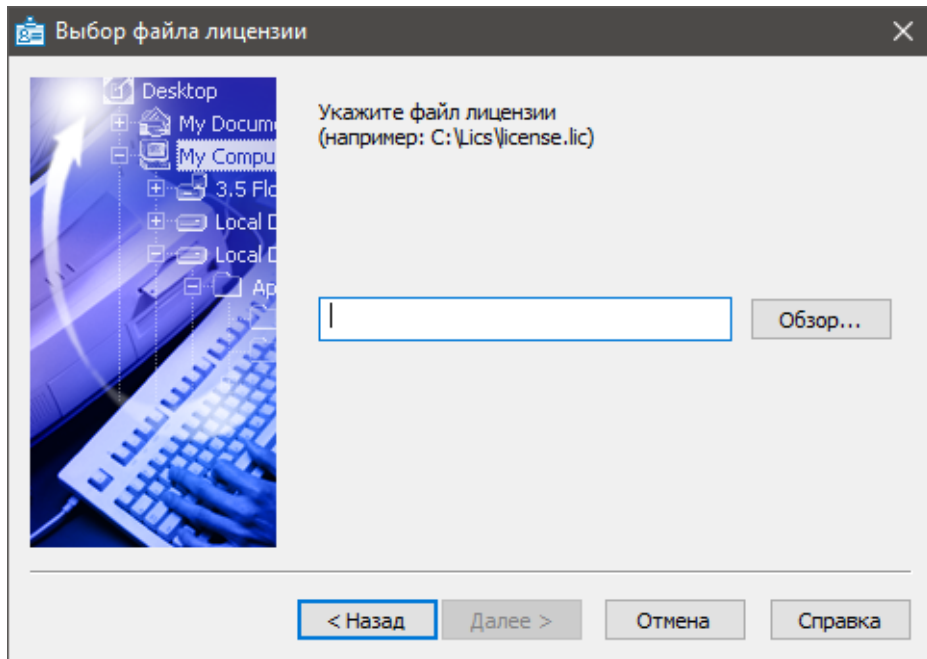 Выбор файла лицензии
Desktop
My Docum
My Compu
3.5 Flo
Local D
Local D
Ap
Укажите файл лицензии
(например: C:\Lics\license.lic)
Обзор...
< Назад
Далее >
Отмена
Справка